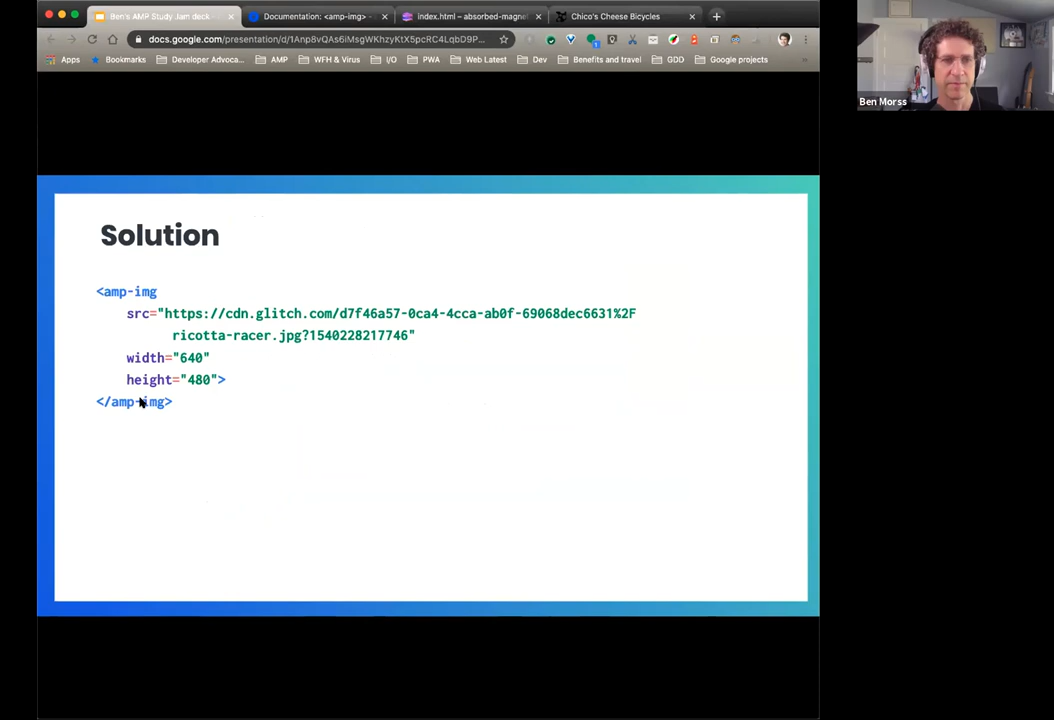 Ben's AMP Study Jam deck
Documentation: <amp-img> -
index.html – absorbed-magne
Chico's Cheese Bicycles
docs.google.com/presentation/d/1Anp8vQAs6iMsgWKhzyKtX5pcRC4LqbD9P...
Apps
Bookmarks
Developer Advoca...
AMP
WFH & Virus
I/O
PWA
Web Latest
Dev
Benefits and travel
GDD
Google projects
Ben Morss
Solution
<amp-img
src="https://cdn.glitch.com/d7f46a57-0ca4-4cca-ab0f-69068dec6631%2F
ricotta-racer.jpg?1540228217746"
width="640"
height="480">
</amp-img>